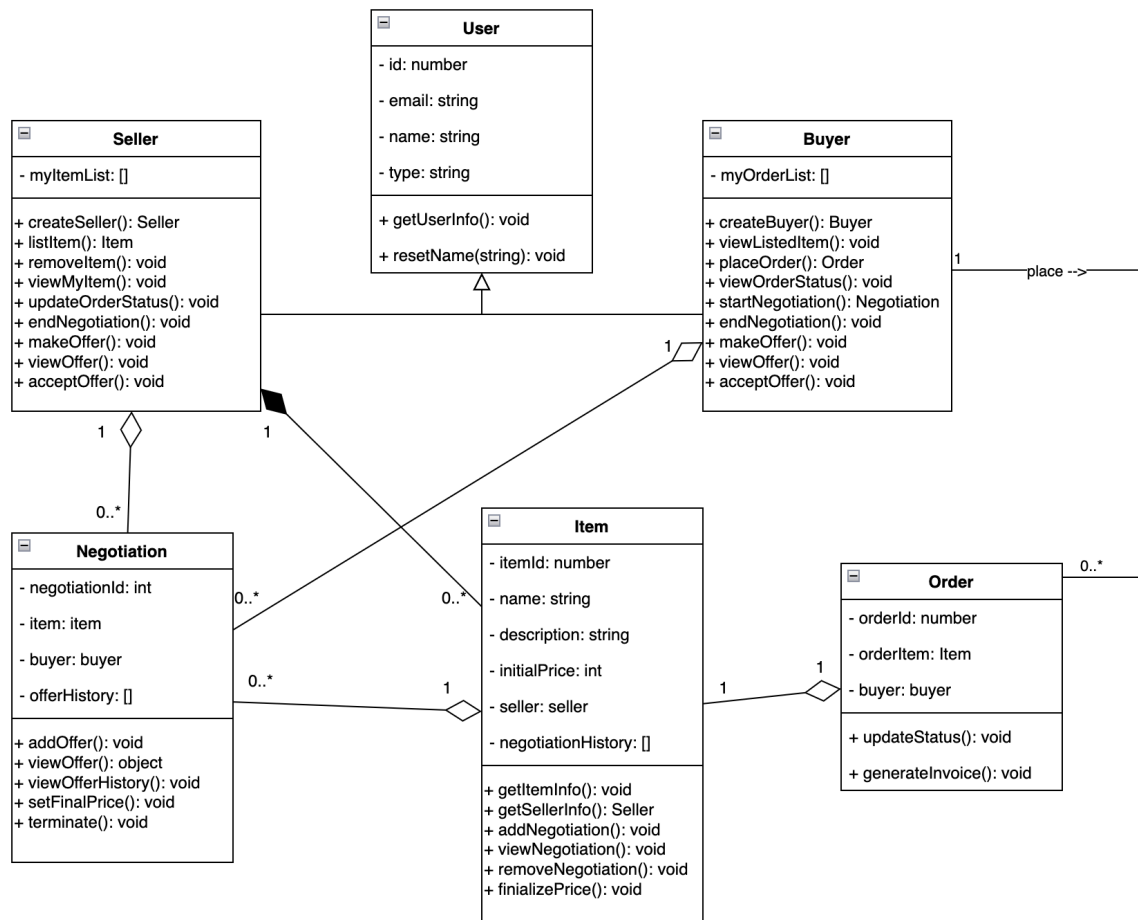 User
- id: number
- email: string
- name: string
- type: string
+ getUserInfo(): void
+ resetName(string): void
Seller
- myItemList: []
+ createSeller(): Seller
+ listItem(): Item
+ removeItem(): void
+ viewMyItem(): void
+ updateOrderStatus(): void
+ endNegotiation(): void
+ makeOffer(): void
+ viewOffer(): void
+ acceptOffer(): void
Buyer
- myOrderList: []
+ createBuyer(): Buyer
+ viewListedItem(): void
+ placeOrder(): Order
+ viewOrderStatus(): void
+ startNegotiation(): Negotiation
+ endNegotiation(): void
+ makeOffer(): void
+ viewOffer(): void
+ acceptOffer(): void
1
place -->
1
1
1
0..*
0..*
0..*
Negotiation
- negotiationId: int
- item: item
- buyer: buyer
- offerHistory: []
+ addOffer(): void
+ viewOffer(): object
+ viewOfferHistory(): void
+ setFinalPrice(): void
+ terminate(): void
0..*
1
Item
- itemId: number
- name: string
- description: string
- initialPrice: int
- seller: seller
- negotiationHistory: []
+ getItemInfo(): void
+ getSellerInfo(): Seller
+ addNegotiation(): void
+ viewNegotiation(): void
+ removeNegotiation(): void
+ finializePrice(): void
1
1
0..*
Order
- orderId: number
- orderItem: Item
- buyer: buyer
+ updateStatus(): void
+ generateInvoice(): void